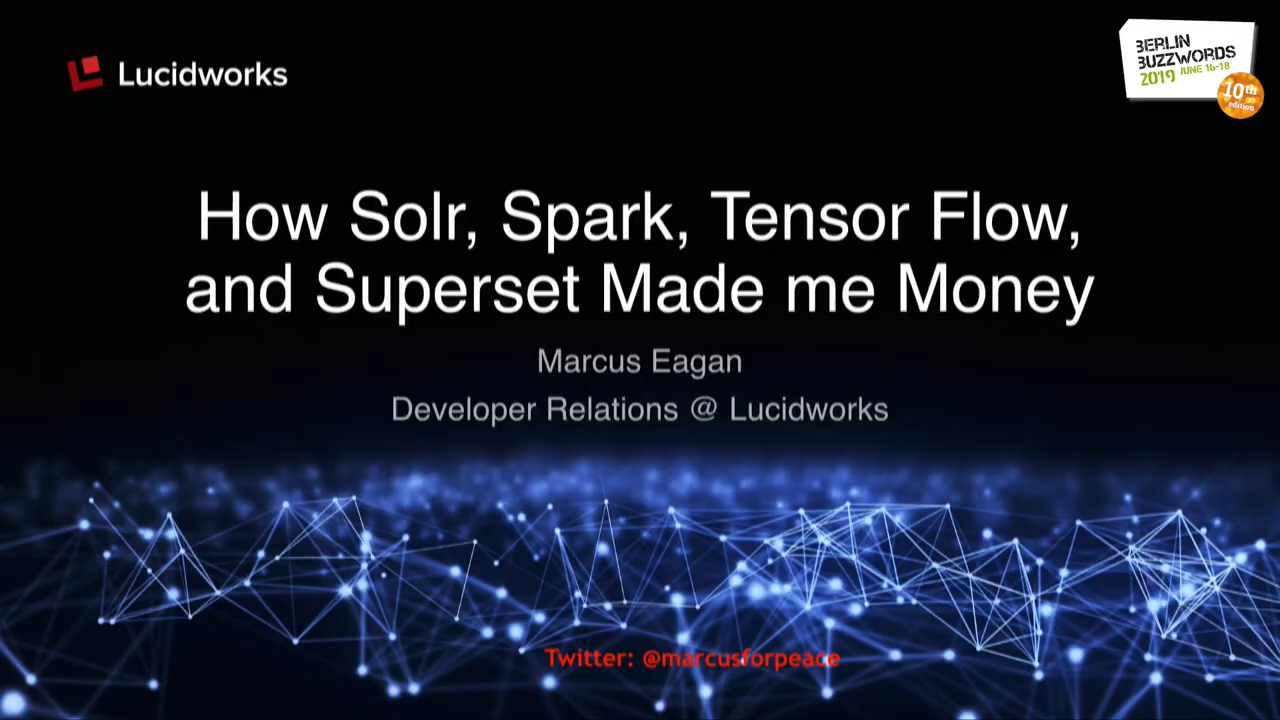 Lucidworks
BERLIN
BUZZWORDS
2019 JUNE 16-18
10th
edition
How Solr, Spark, Tensor Flow,
and Superset Made me Money
Marcus Eagan
Developer Relations @ Lucidworks
Twitter: @marcusforpeace